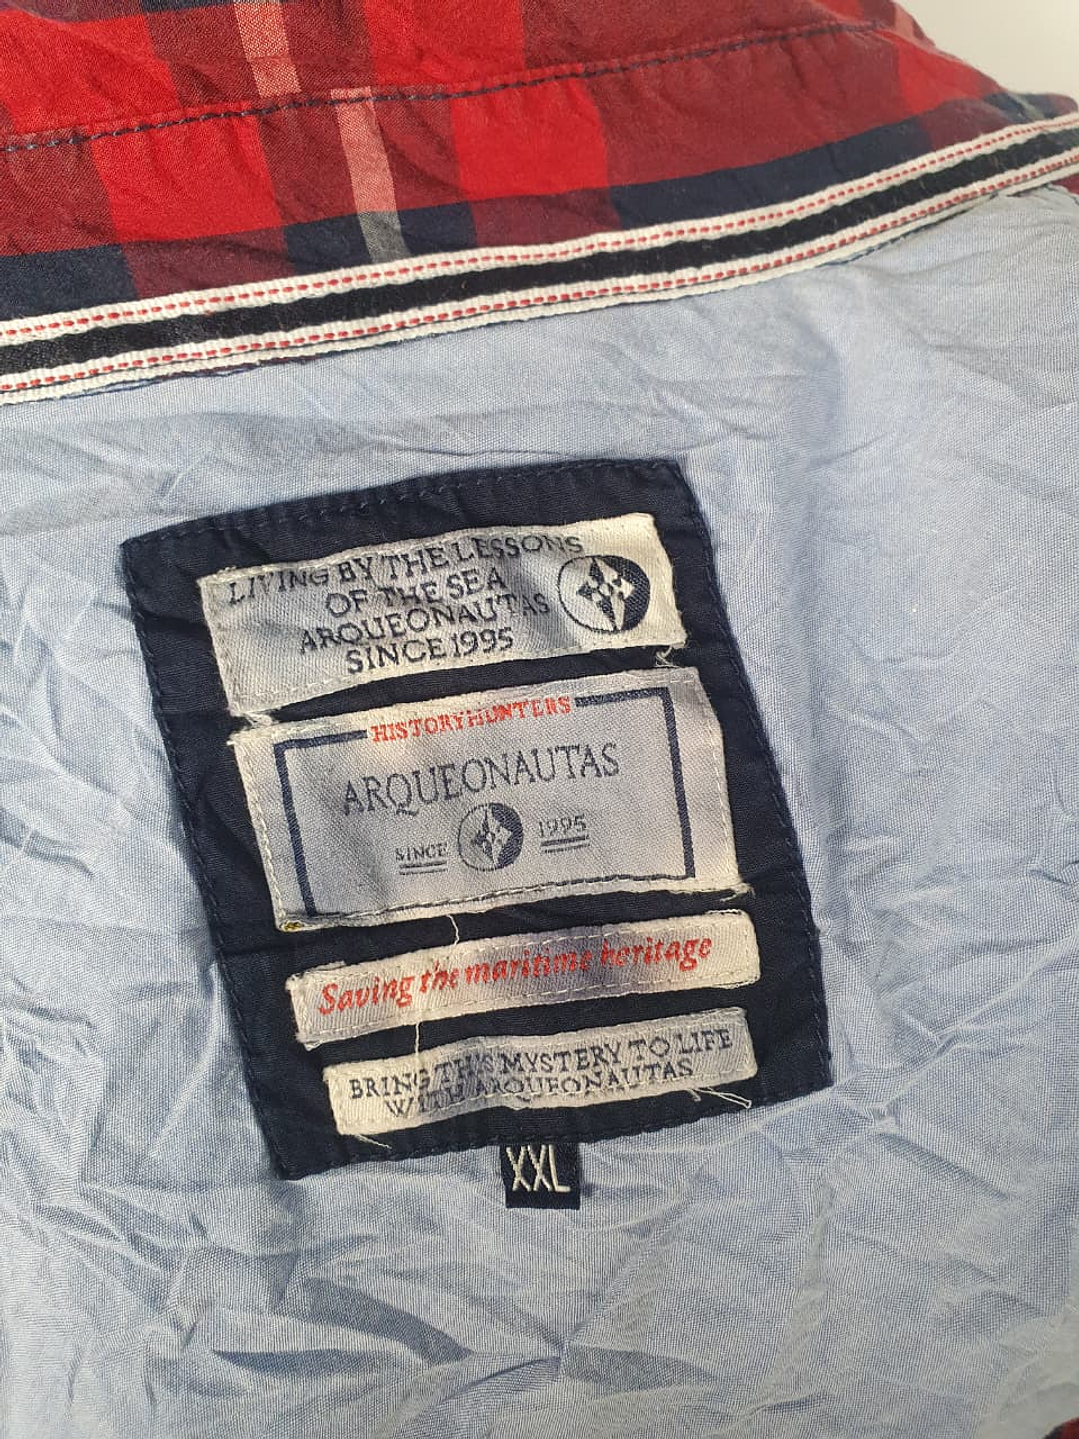 LIVING BY THE LESSONS
OF THE SEA
ARQUEONAUTAS
SINCE 1995
HISTORYHUNTERS
ARQUEONAUTAS
SINCE 1995
Saving the maritime heritage
BRING THIS MYSTERY TO LIFE
WITH ARQUEONAUTAS
XXL